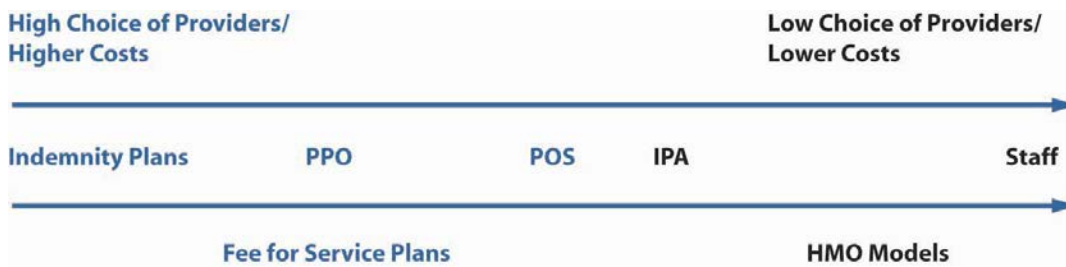 High Choice of Providers/
Higher Costs
Low Choice of Providers/
Lower Costs
Indemnity Plans PPO POS IPA Staff
Fee for Service Plans HMO Models